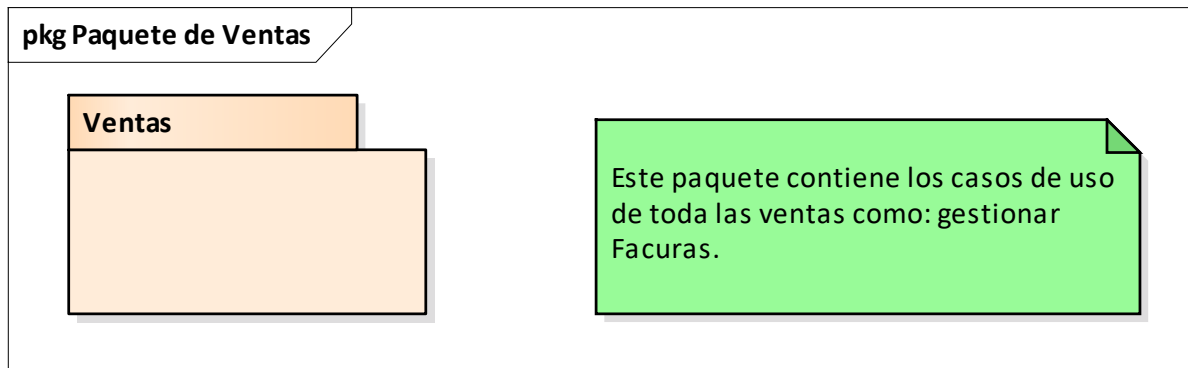 pkg Paquete de Ventas
Ventas
Este paquete contiene los casos de uso
de toda las ventas como: gestionar
Facuras.